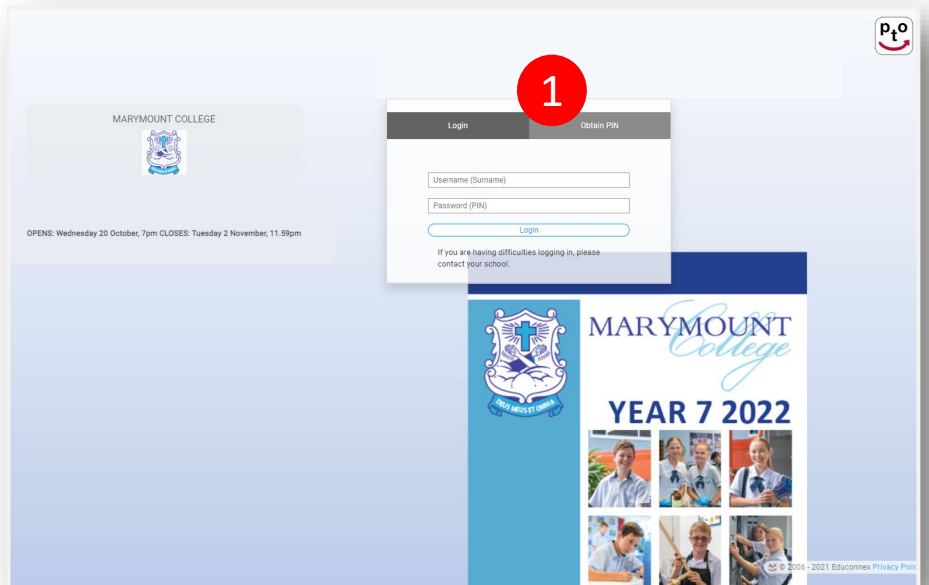 pto
MARYMOUNT COLLEGE
OPENS: Wednesday 20 October, 7pm CLOSES: Tuesday 2 November, 11.59pm
1
Login
Obtain PIN
Username (Surname)
Password (PIN)
Login
If you are having difficulties logging in, please
contact your school.
MARYMOUNT
College
DEUS MEUS ET OMNIA
YEAR 7 2022
© 2006 - 2021 Educonnex Privacy Polic